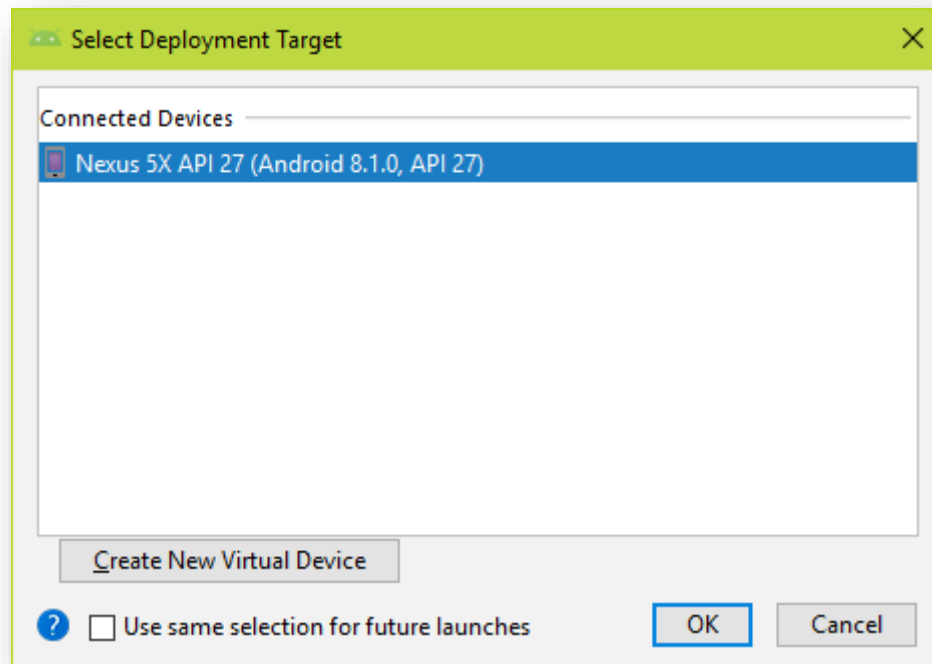 Select Deployment Target
Connected Devices
Nexus 5X API 27 (Android 8.1.0, API 27)
Create New Virtual Device
? Use same selection for future launches OK Cancel